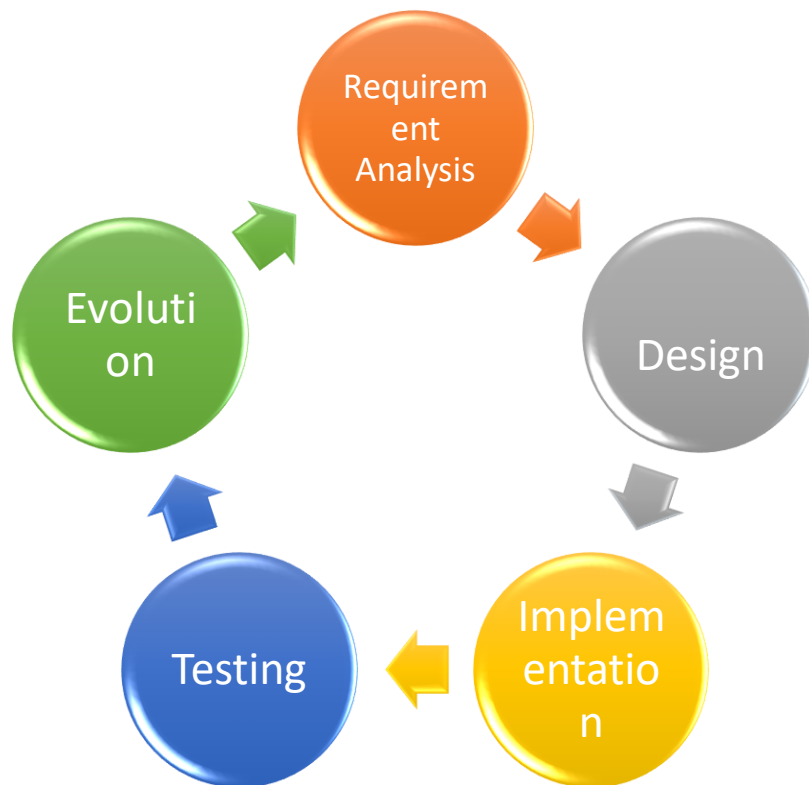 Requirem
ent
Analysis
Design
Implem
entatio
n
Testing
Evoluti
on